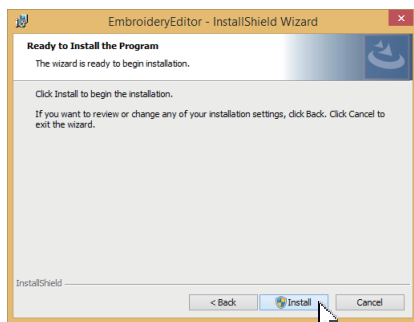 EmbroideryEditor - InstallShield Wizard
Ready to Install the Program
The wizard is ready to begin installation.
Click Install to begin the installation.
If you want to review or change any of your installation settings, click Back. Click Cancel to
exit the wizard.
InstallShield
< Back Install Cancel